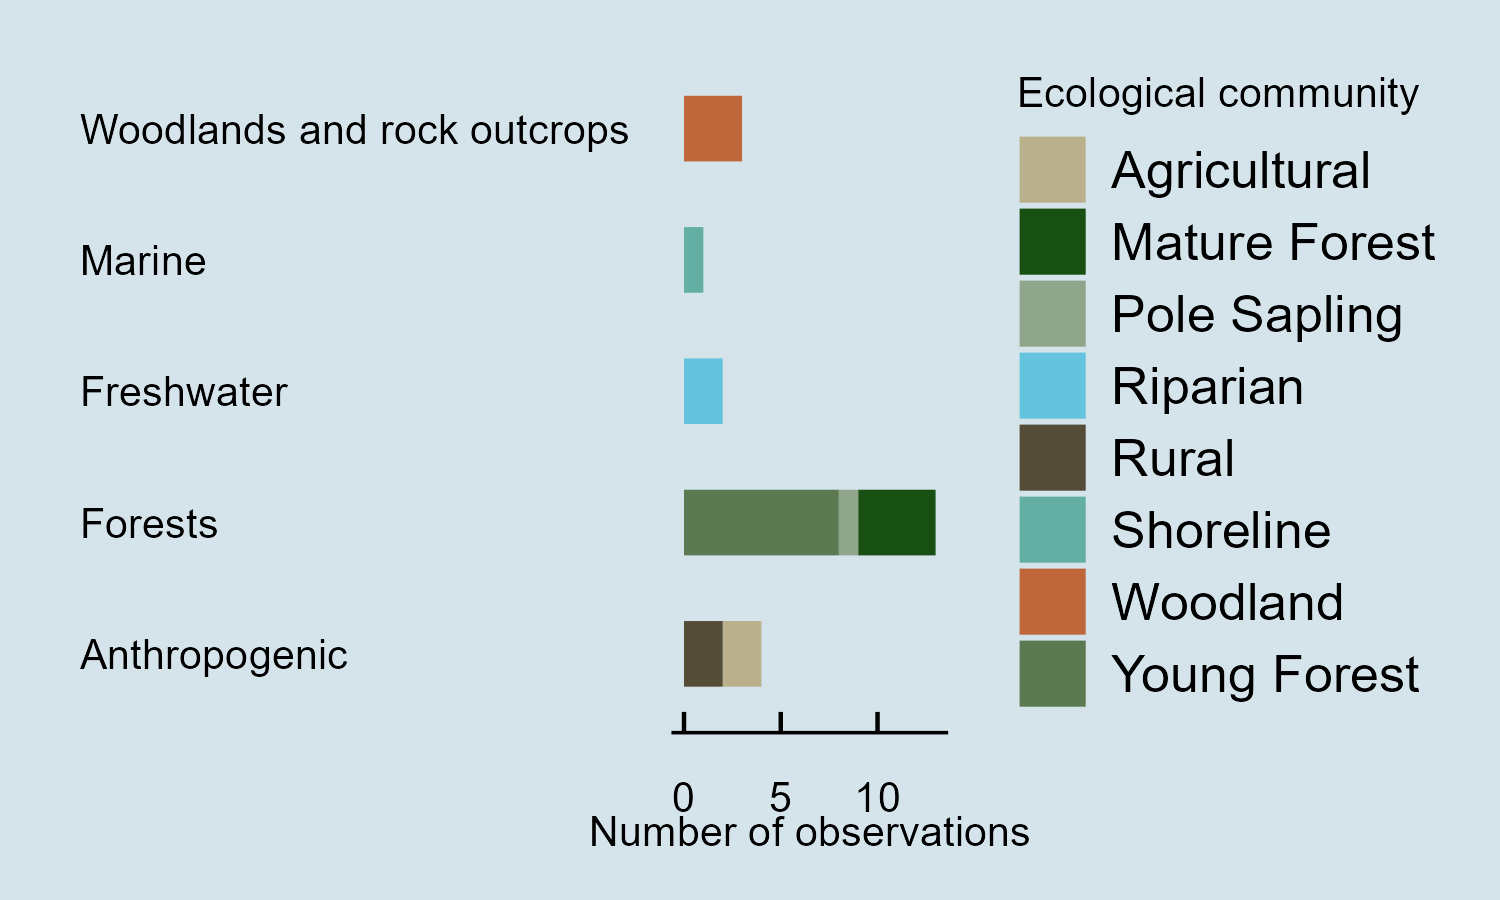 Woodlands and rock outcrops
Marine
Freshwater
Forests
Anthropogenic
0 5 10
Number of observations
Ecological community
Agricultural
Mature Forest
Pole Sapling
Riparian
Rural
Shoreline
Woodland
Young Forest